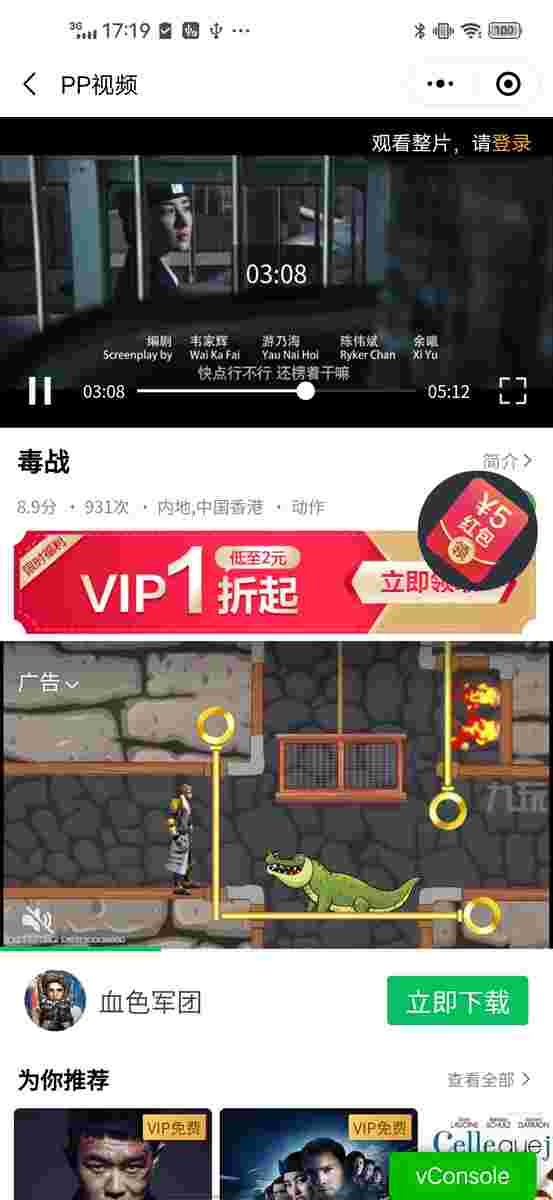 3G 17:19 100
PP视频
观看整片，请登录
03:08
编剧 韦家辉 游乃海 陈伟斌 余曦
Screenplay by Wai Ka Fai Yau Nai Hoi Ryker Chan Xi Yu
快点行不行 还楞着干嘛
03:08 05:12
毒战
简介
8.9分 · 931次 · 内地,中国香港 · 动作
¥5
红包
领
限时福利
VIP1折起
低至2元
立即领
广告
九玩
血色军团
立即下载
为你推荐
查看全部
VIP免费
VIP免费
vConsole